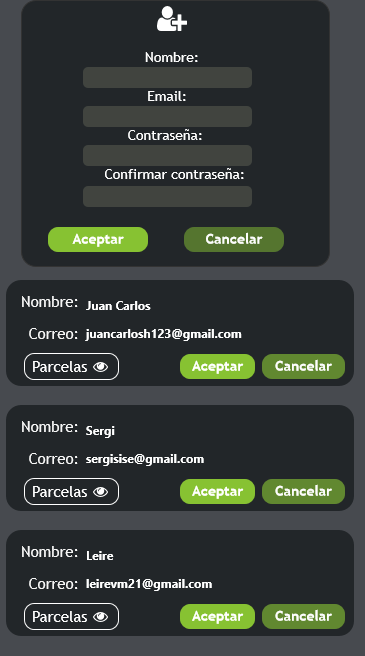 Nombre:
Email:
Contraseña:
Confirmar contraseña:
Aceptar Cancelar
Nombre: Juan Carlos
Correo: juancarlosh123@gmail.com
Parcelas Aceptar Cancelar
Nombre: Sergi
Correo: sergisise@gmail.com
Parcelas Aceptar Cancelar
Nombre: Leire
Correo: leirevm21@gmail.com
Parcelas Aceptar Cancelar